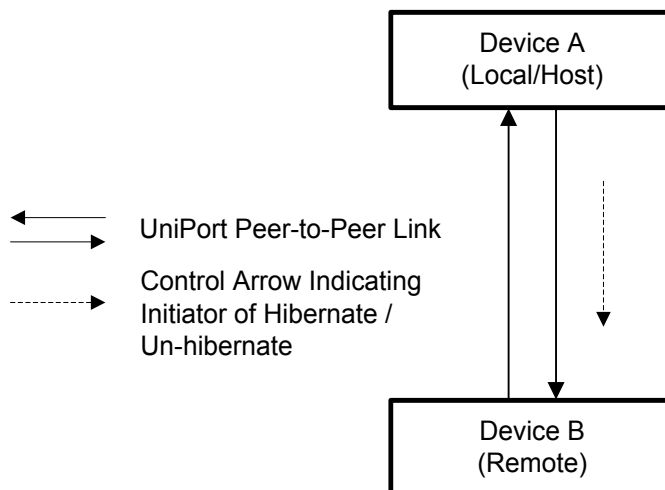 Device A
(Local/Host)
UniPort Peer-to-Peer Link
Control Arrow Indicating
Initiator of Hibernate /
Un-hibernate
Device B
(Remote)